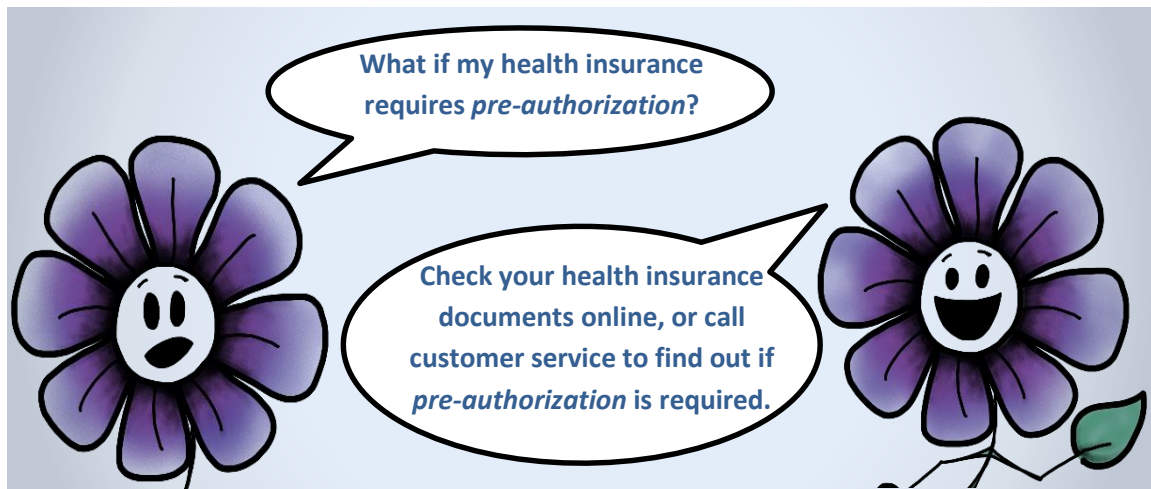 What if my health insurance
requires pre-authorization?
Check your health insurance
documents online, or call
customer service to find out if
pre-authorization is required.